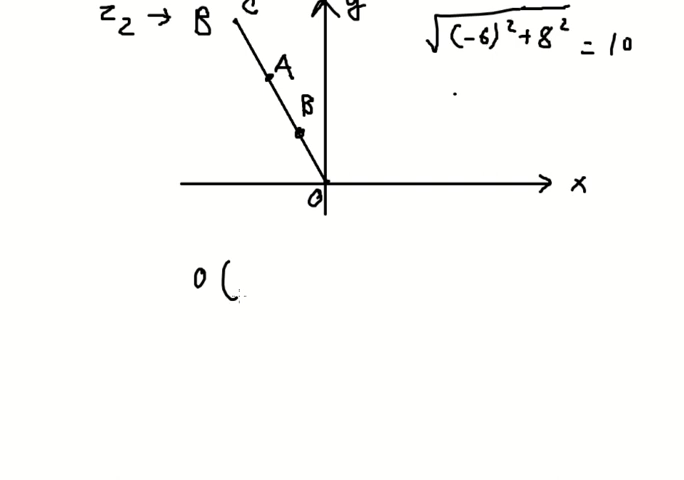 z₂ → B
C
y
√((-6)²+8²) = 10
A
B
O
x
O (